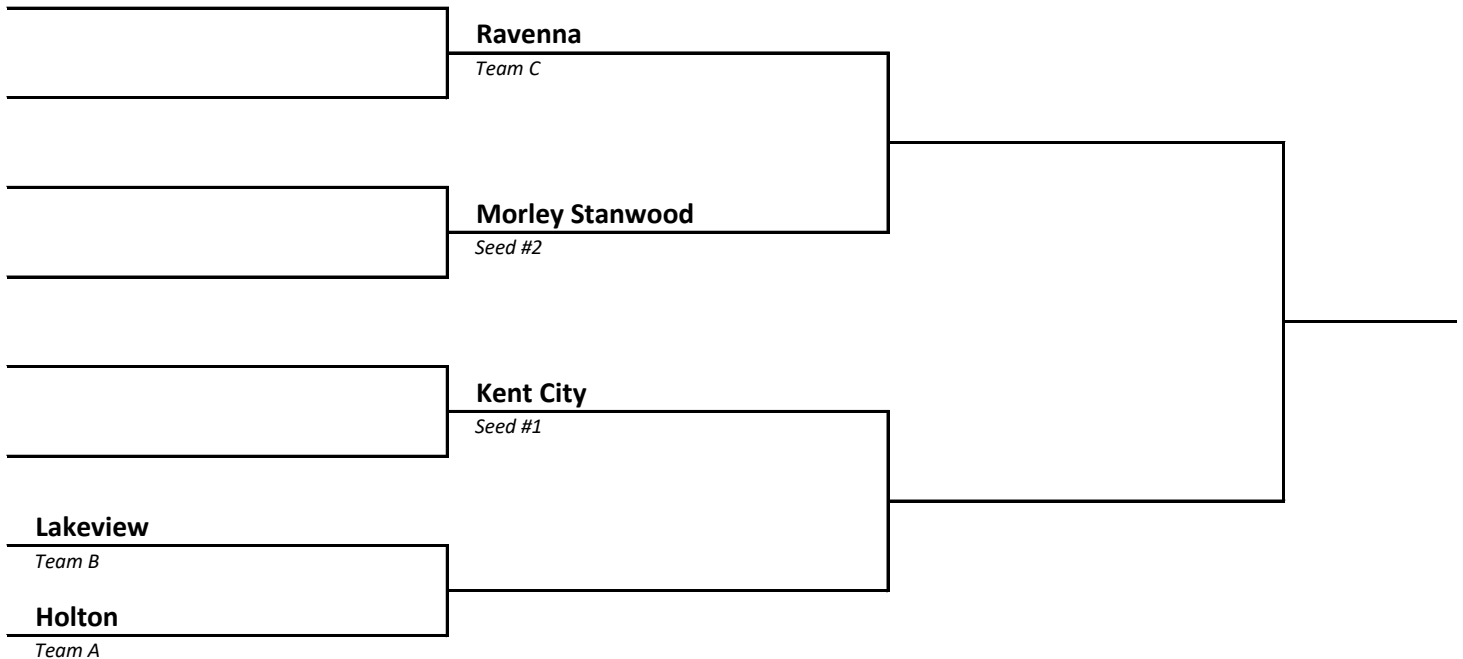 Ravenna
Team C
Morley Stanwood
Seed #2
Kent City
Seed #1
Lakeview
Team B
Holton
Team A